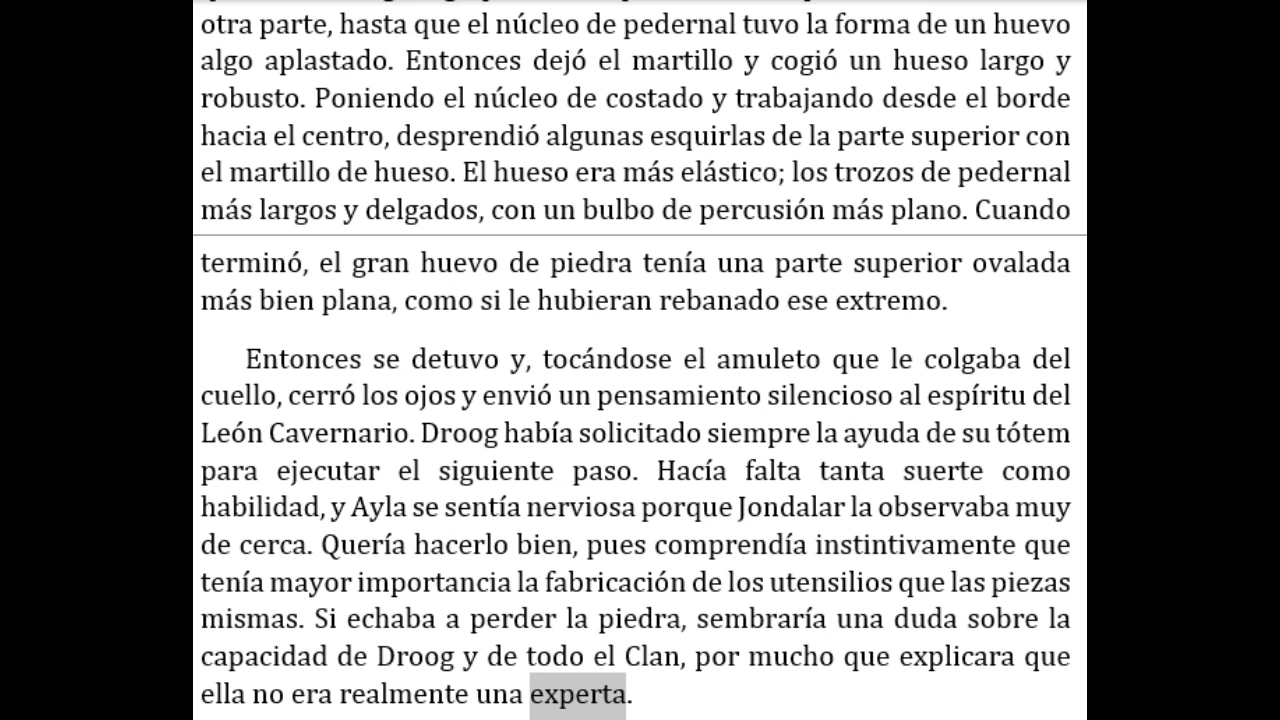 otra parte, hasta que el núcleo de pedernal tuvo la forma de un huevo
algo aplastado. Entonces dejó el martillo y cogió un hueso largo y
robusto. Poniendo el núcleo de costado y trabajando desde el borde
hacia el centro, desprendió algunas esquirlas de la parte superior con
el martillo de hueso. El hueso era más elástico; los trozos de pedernal
más largos y delgados, con un bulbo de percusión más plano. Cuando
terminó, el gran huevo de piedra tenía una parte superior ovalada
más bien plana, como si le hubieran rebanado ese extremo.
Entonces se detuvo y, tocándose el amuleto que le colgaba del
cuello, cerró los ojos y envió un pensamiento silencioso al espíritu del
León Cavernario. Droog había solicitado siempre la ayuda de su tótem
para ejecutar el siguiente paso. Hacía falta tanta suerte como
habilidad, y Ayla se sentía nerviosa porque Jondalar la observaba muy
de cerca. Quería hacerlo bien, pues comprendía instintivamente que
tenía mayor importancia la fabricación de los utensilios que las piezas
mismas. Si echaba a perder la piedra, sembraría una duda sobre la
capacidad de Droog y de todo el Clan, por mucho que explicara que
ella no era realmente una experta.